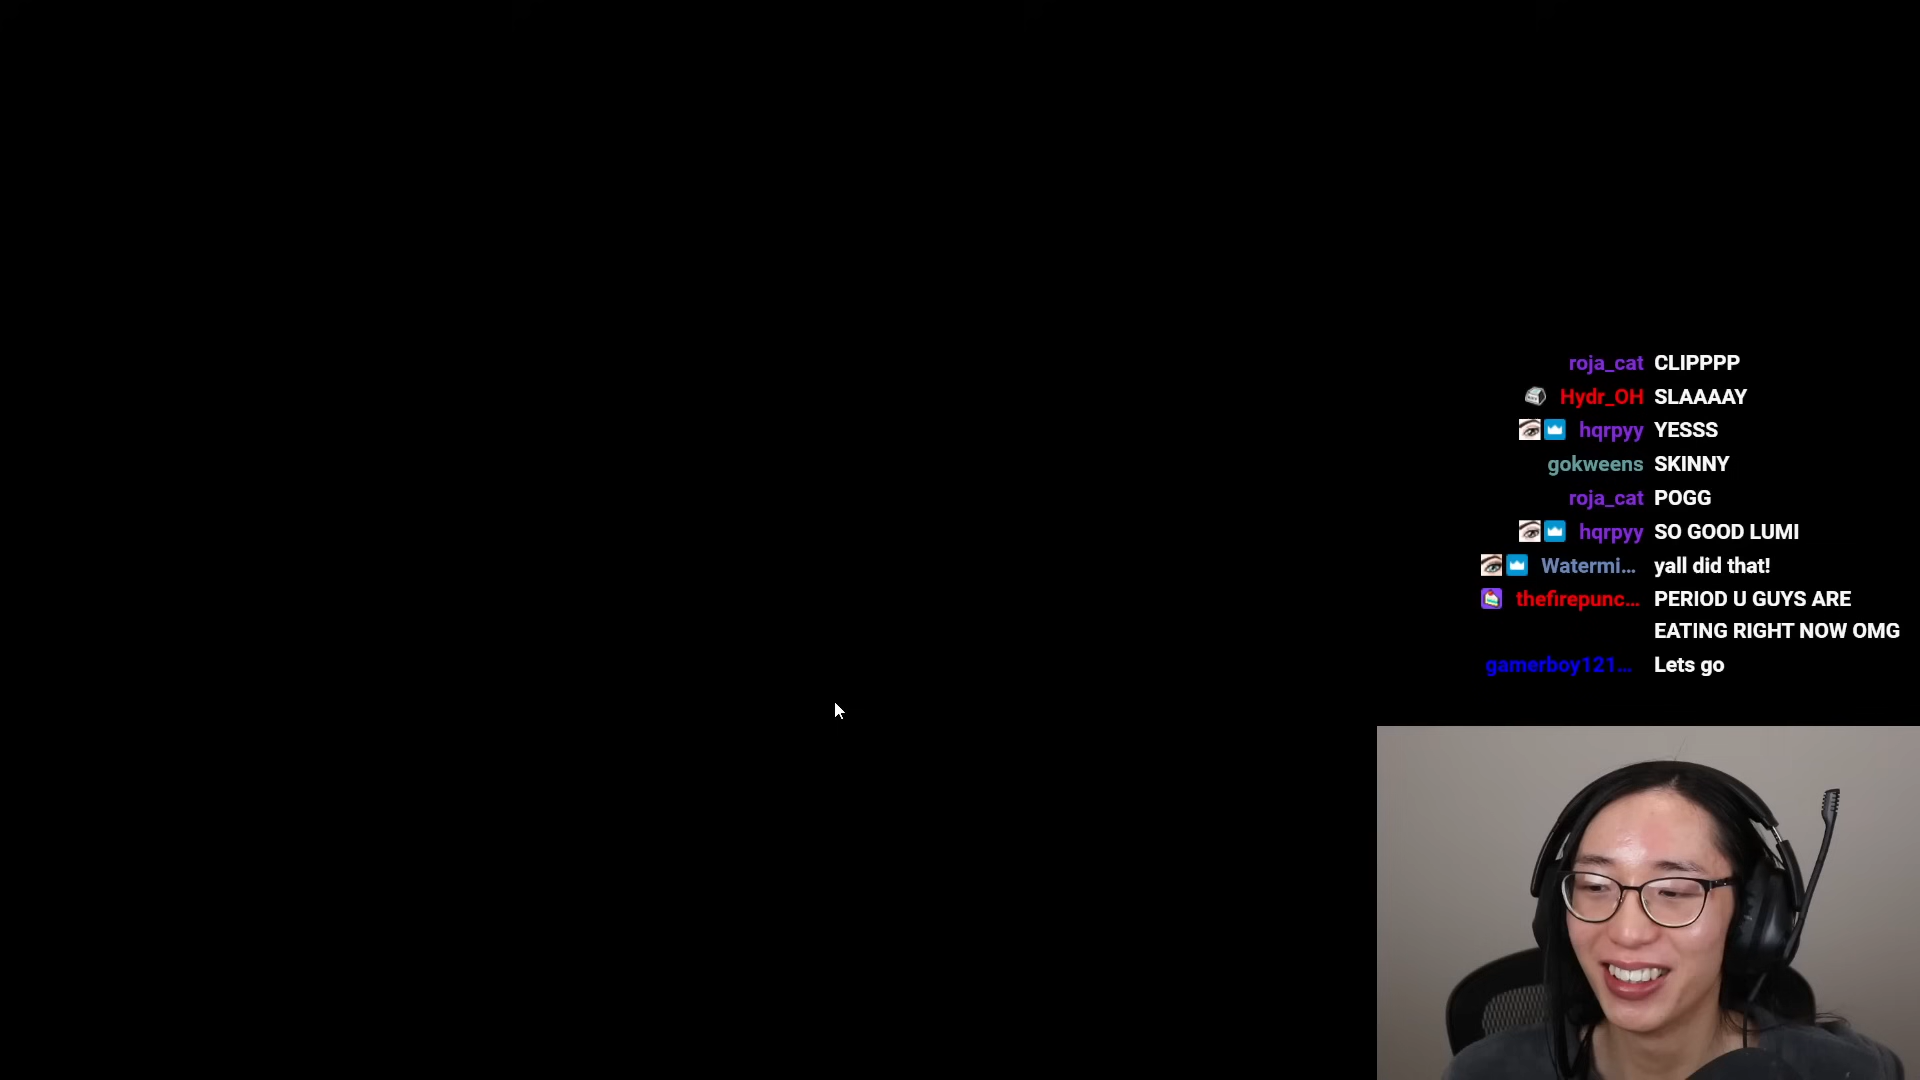 roja_cat CLIPPPP
Hydr_OH SLAAAAY
hqrpyy YESSS
gokweens SKINNY
roja_cat POGG
hqrpyy SO GOOD LUMI
Watermi... yall did that!
thefirepunc... PERIOD U GUYS ARE
EATING RIGHT NOW OMG
gamerboy121... Lets go